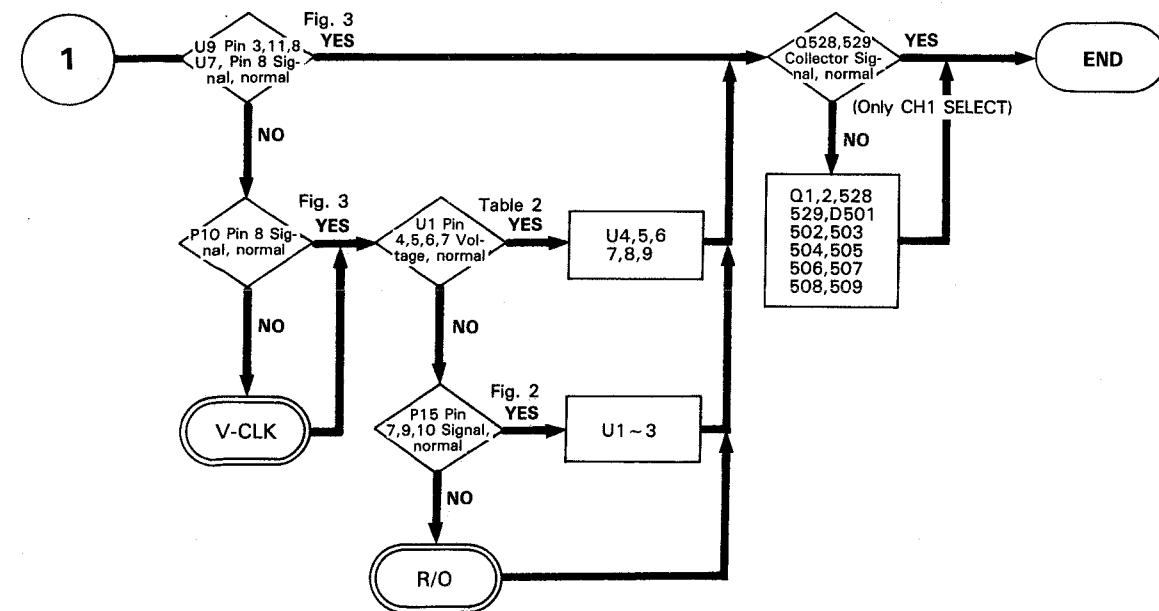 1
U9 Pin 3,11,8
U7, Pin 8 Sig-
nal, normal
Fig. 3
YES
Q528,529
Collector Sig-
nal, normal
YES
END
(Only CH1 SELECT)
NO
NO
Q1,2,528
529,D501
502,503
504,505
506,507
508,509
P10 Pin 8 Sig-
nal, normal
Fig. 3
YES
U1 Pin
4,5,6,7 Vol-
tage, normal
Table 2
YES
U4,5,6
7,8,9
NO
NO
V-CLK
P15 Pin
7,9,10 Signal,
normal
Fig. 2
YES
U1~3
NO
R/O